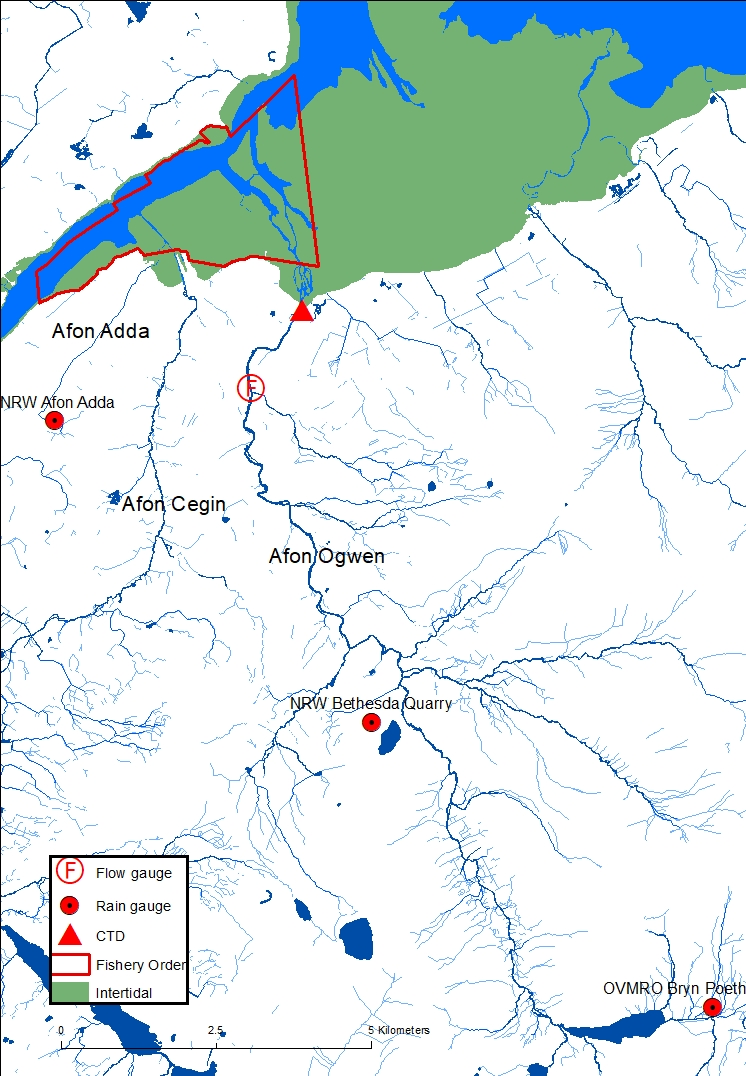 Afon Adda
NRW Afon Adda
Afon Cegin
Afon Ogwen
NRW Bethesda Quarry
F
F Flow gauge
Rain gauge
CTD
Fishery Order
Intertidal
OVMRO Bryn Poeth
0 2.5 5 Kilometers